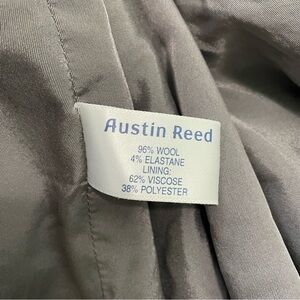 Austin Reed
96% WOOL
4% ELASTANE
LINING:
62% VISCOSE
38% POLYESTER